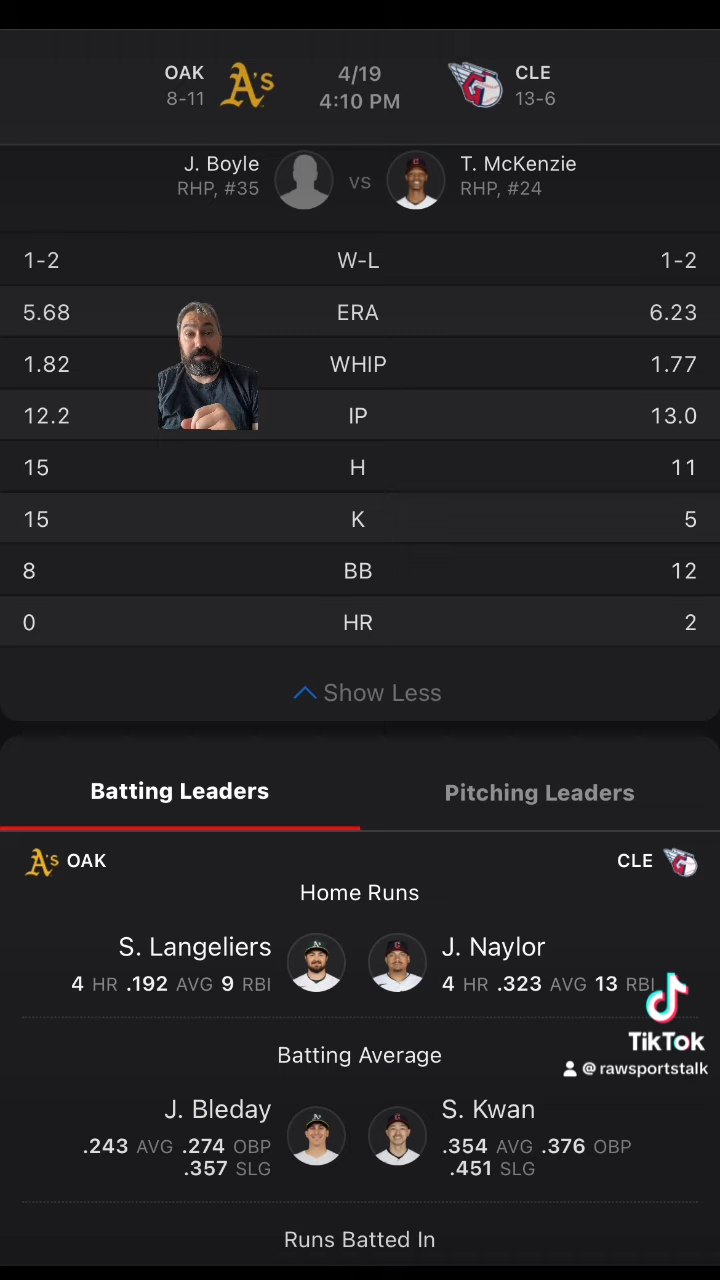 OAK A's 4/19 CLE
8-11 4:10 PM 13-6
J. Boyle vs T. McKenzie
RHP, #35 RHP, #24
1-2 W-L 1-2
5.68 ERA 6.23
1.82 WHIP 1.77
12.2 IP 13.0
15 H 11
15 K 5
8 BB 12
0 HR 2
Show Less
Batting Leaders Pitching Leaders
A's OAK CLE
Home Runs
S. Langeliers J. Naylor
4 HR .192 AVG 9 RBI 4 HR .323 AVG 13 RBI
TikTok
@rawsportstalk
Batting Average
J. Bleday S. Kwan
.243 AVG .274 OBP .354 AVG .376 OBP
.357 SLG .451 SLG
Runs Batted In